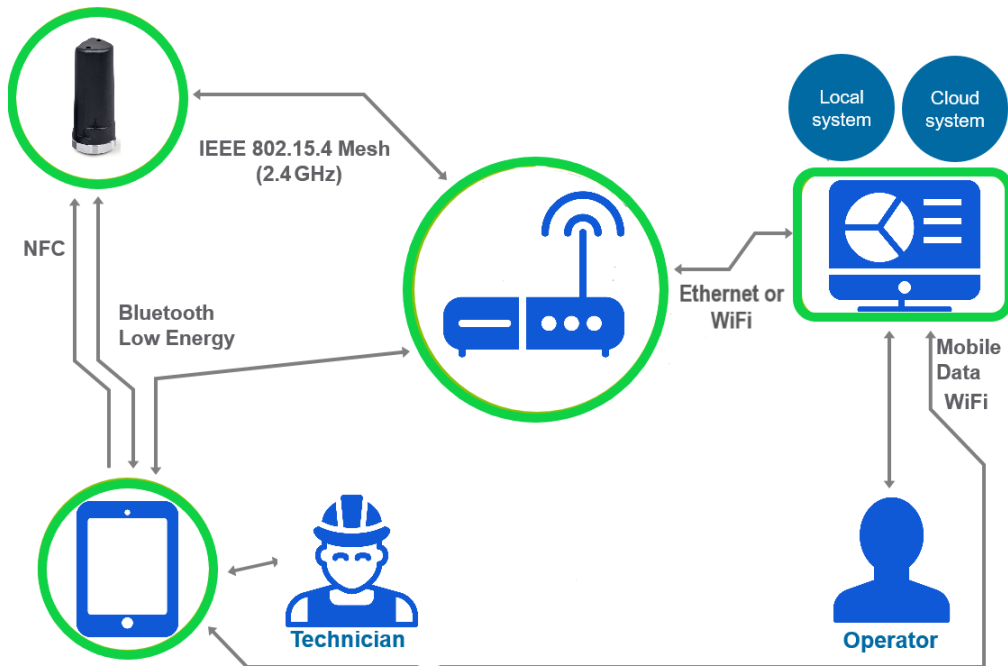 Local
system
Cloud
system
IEEE 802.15.4 Mesh
(2.4 GHz)
NFC
Bluetooth
Low Energy
Ethernet or
WiFi
Mobile
Data
WiFi
Technician
Operator